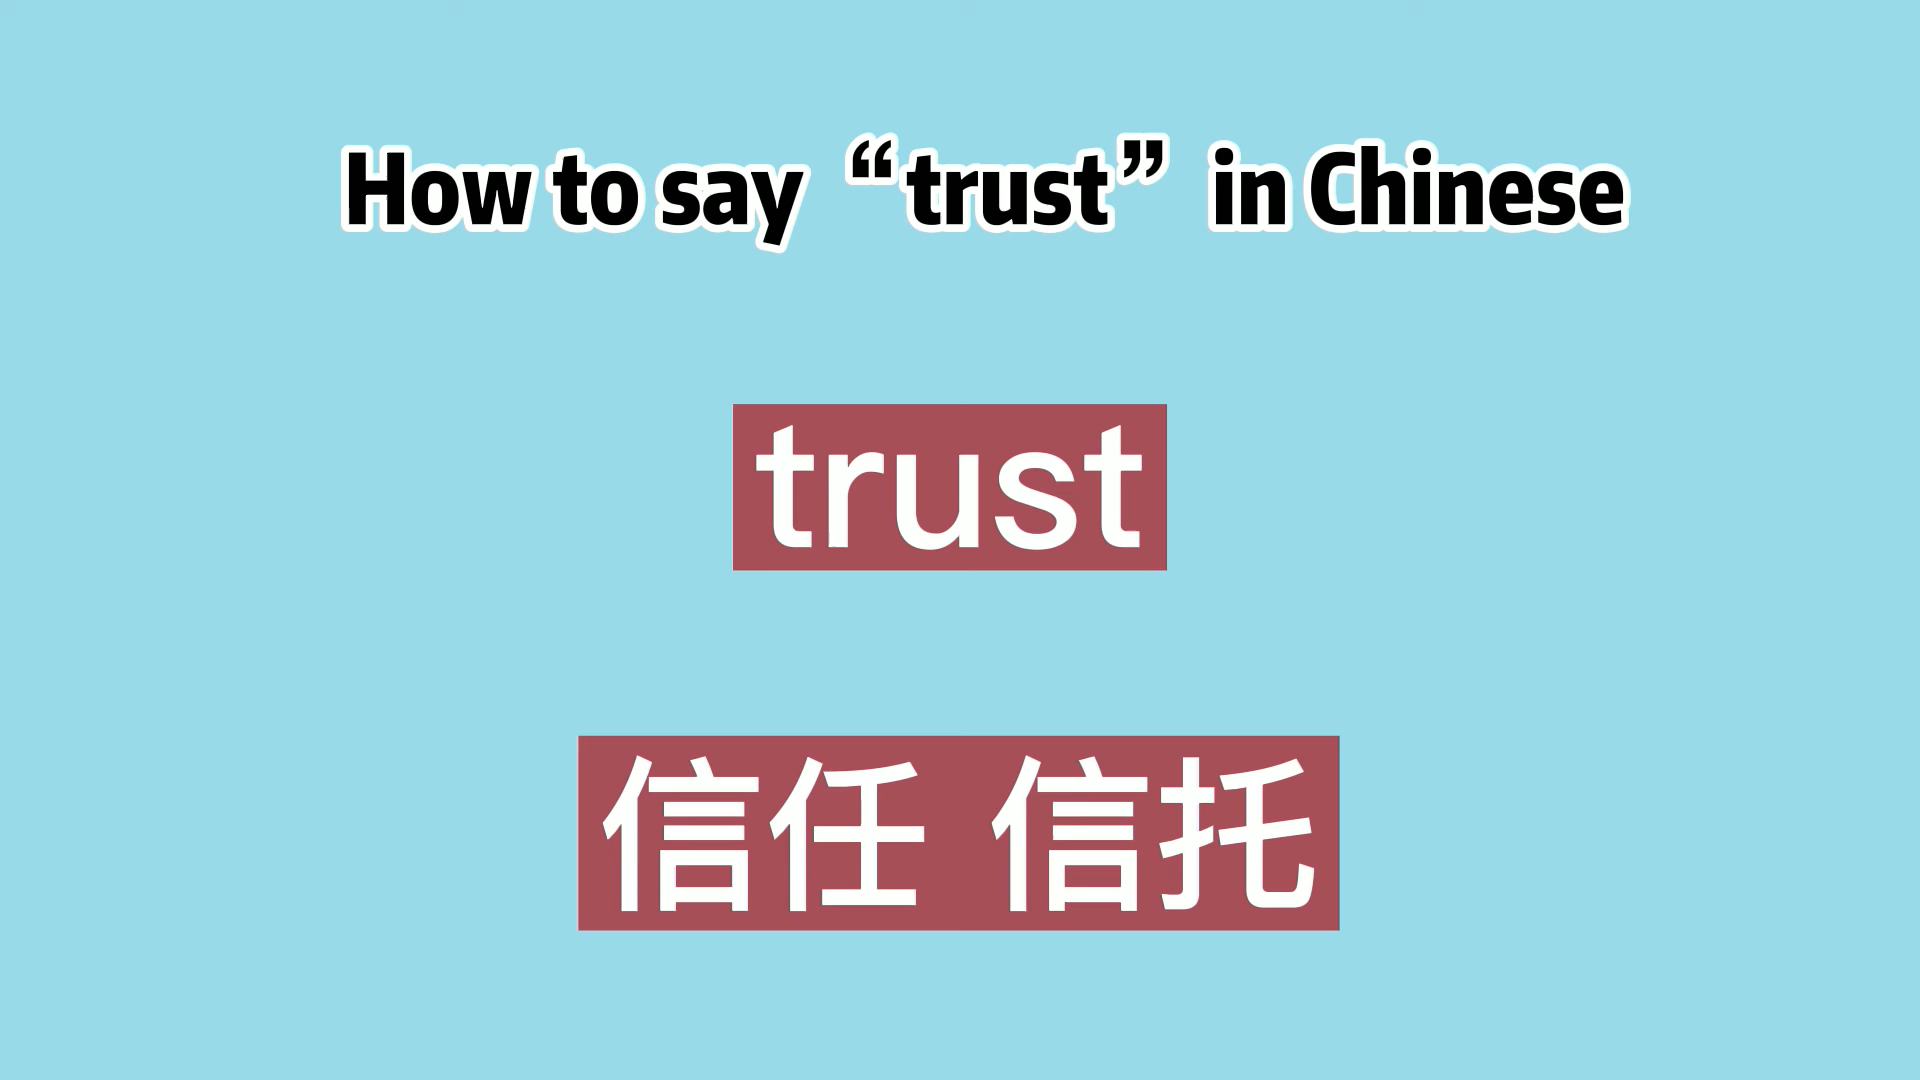 How to say “trust” in Chinese
trust
信任 信托